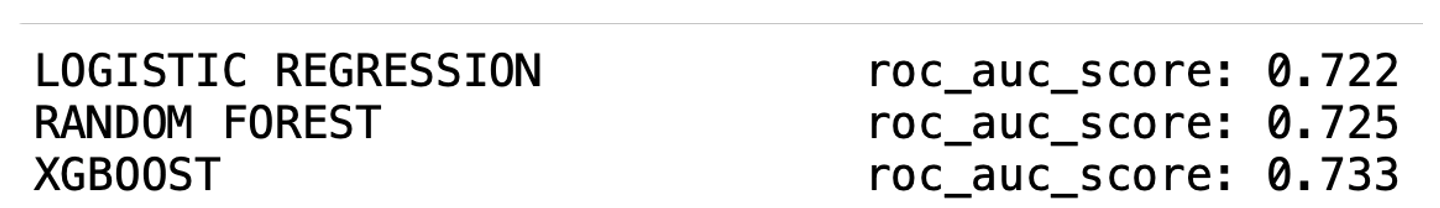 LOGISTIC REGRESSION roc_auc_score: 0.722
RANDOM FOREST roc_auc_score: 0.725
XGBOOST roc_auc_score: 0.733